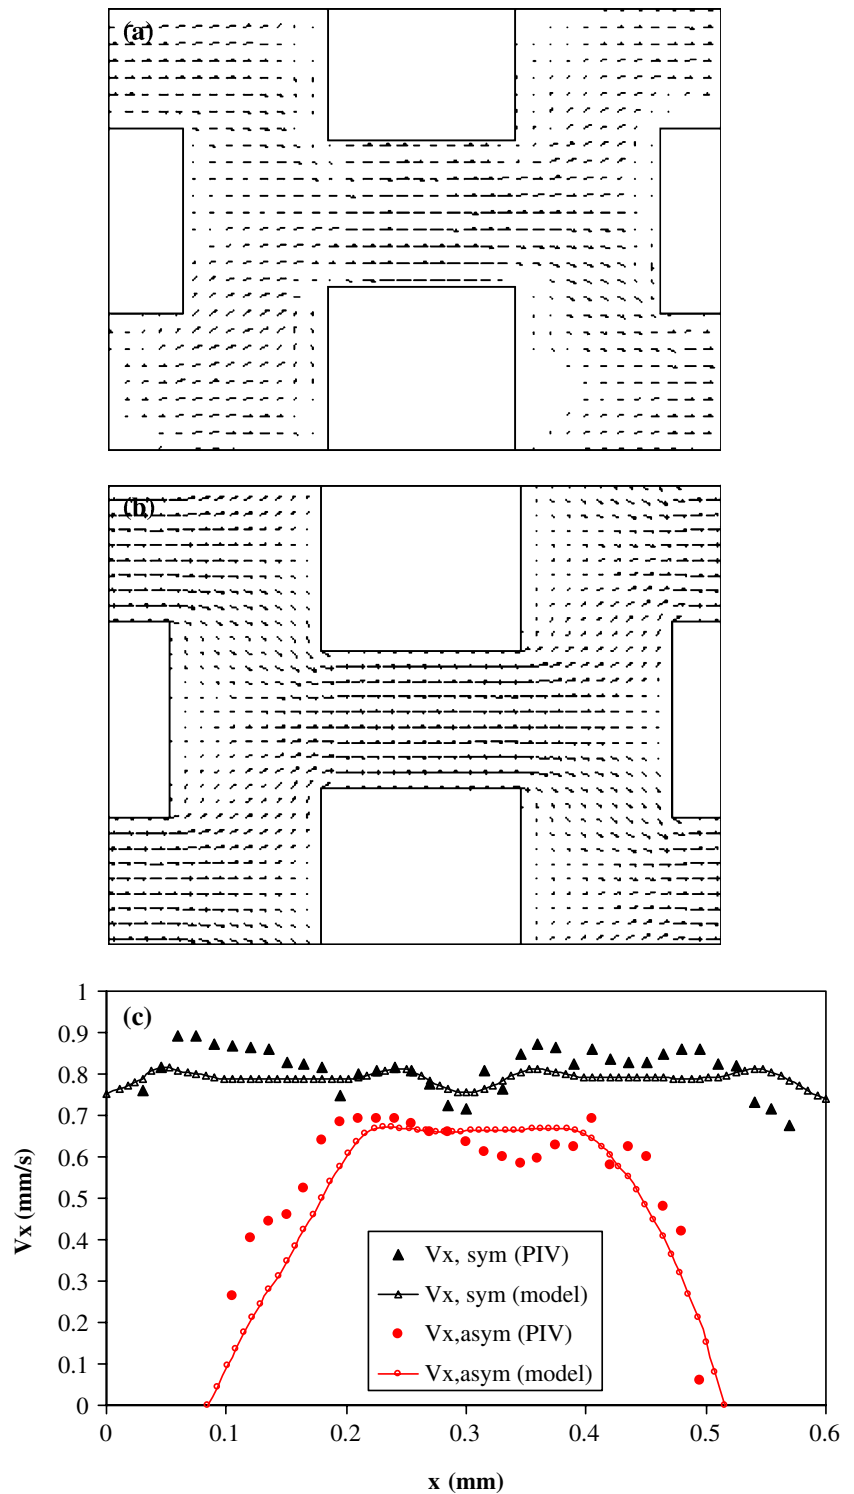 (a)
(b)
(c)
1
0.9
0.8
0.7
0.6
0.5
0.4
0.3
0.2
0.1
0
Vx (mm/s)
Vx, sym (PIV)
Vx, sym (model)
Vx,asym (PIV)
Vx,asym (model)
0 0.1 0.2 0.3 0.4 0.5 0.6
x (mm)